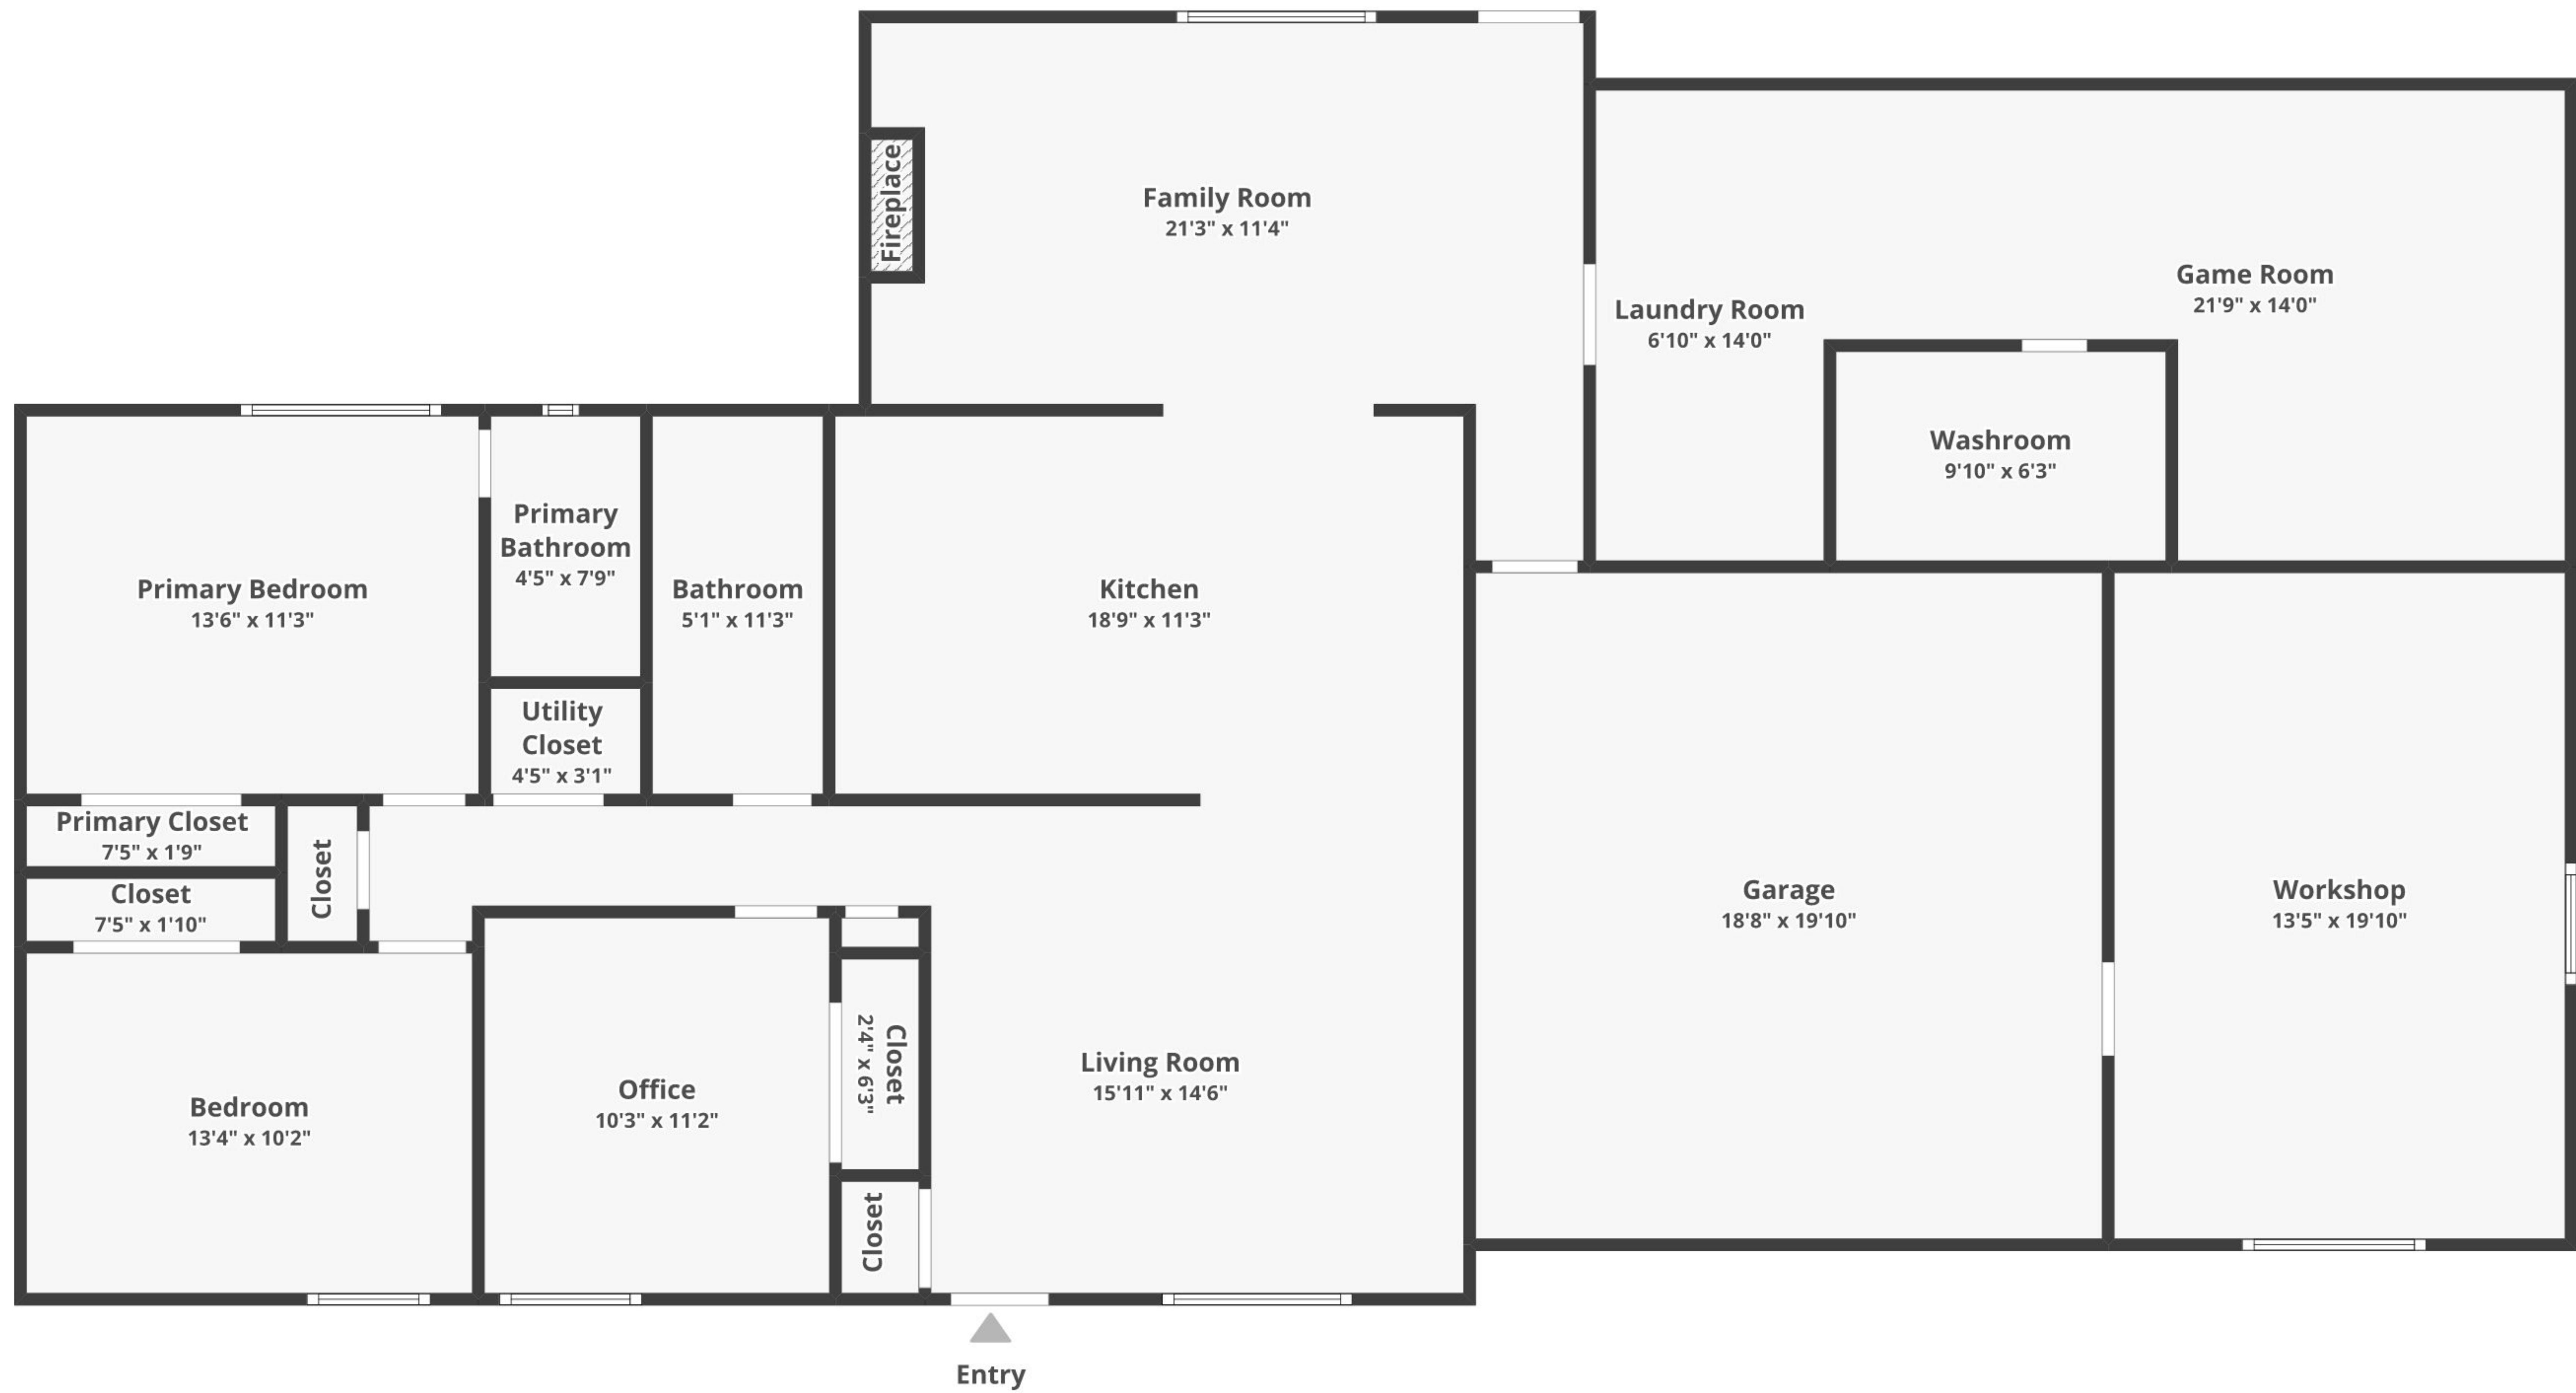 Family Room
21'3" x 11'4"
Fireplace
Game Room
21'9" x 14'0"
Laundry Room
6'10" x 14'0"
Washroom
9'10" x 6'3"
Primary
Bathroom
4'5" x 7'9"
Primary Bedroom
13'6" x 11'3"
Bathroom
5'1" x 11'3"
Kitchen
18'9" x 11'3"
Utility
Closet
4'5" x 3'1"
Primary Closet
7'5" x 1'9"
Closet
7'5" x 1'10"
Closet
Garage
18'8" x 19'10"
Workshop
13'5" x 19'10"
Closet
2'4" x 6'3"
Living Room
15'11" x 14'6"
Office
10'3" x 11'2"
Bedroom
13'4" x 10'2"
Closet
Entry